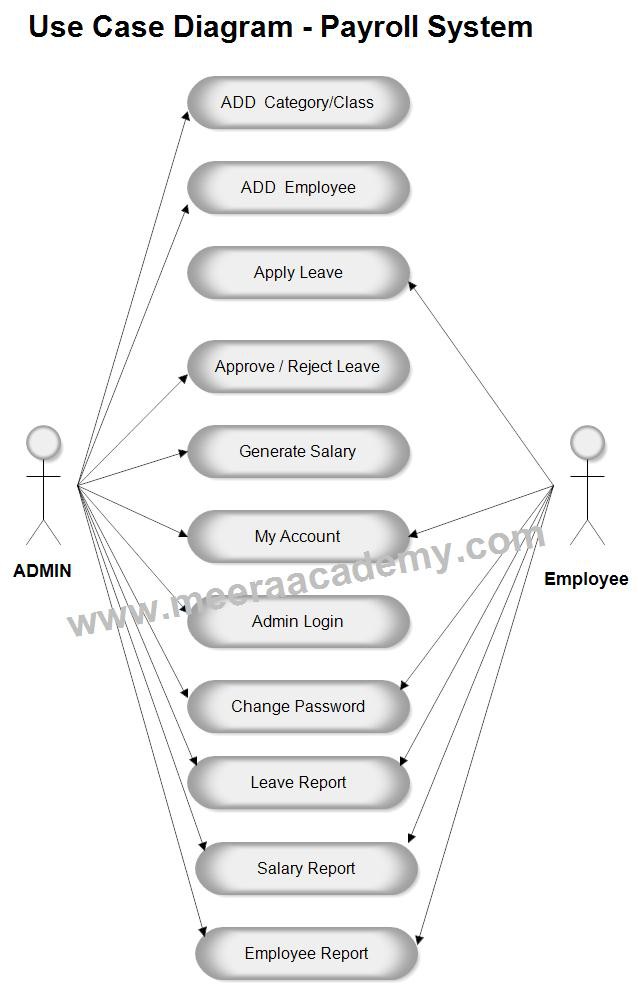 Use Case Diagram - Payroll System
ADD Category/Class
ADD Employee
Apply Leave
Approve / Reject Leave
Generate Salary
My Account
ADMIN
Employee
www.meeraacademy.com
Admin Login
Change Password
Leave Report
Salary Report
Employee Report